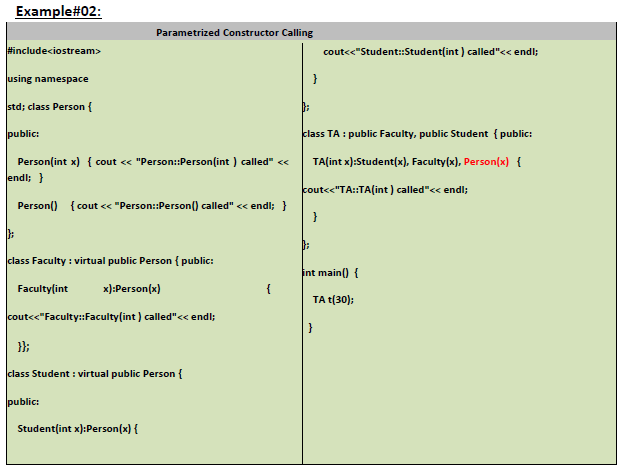 Example#02:
Parametrized Constructor Calling
#include<iostream>
using namespace
std; class Person {
public:
Person(int x) { cout << "Person::Person(int ) called" <<
endl; }
Person() { cout << "Person::Person() called" << endl; }
};
class Faculty : virtual public Person { public:
Faculty(int x):Person(x) {
cout<<"Faculty::Faculty(int ) called"<< endl;
}};
class Student : virtual public Person {
public:
Student(int x):Person(x) {
cout<<"Student::Student(int ) called"<< endl;
}
};
class TA : public Faculty, public Student { public:
TA(int x):Student(x), Faculty(x), Person(x) {
cout<<"TA::TA(int ) called"<< endl;
}
};
int main() {
TA t(30);
}